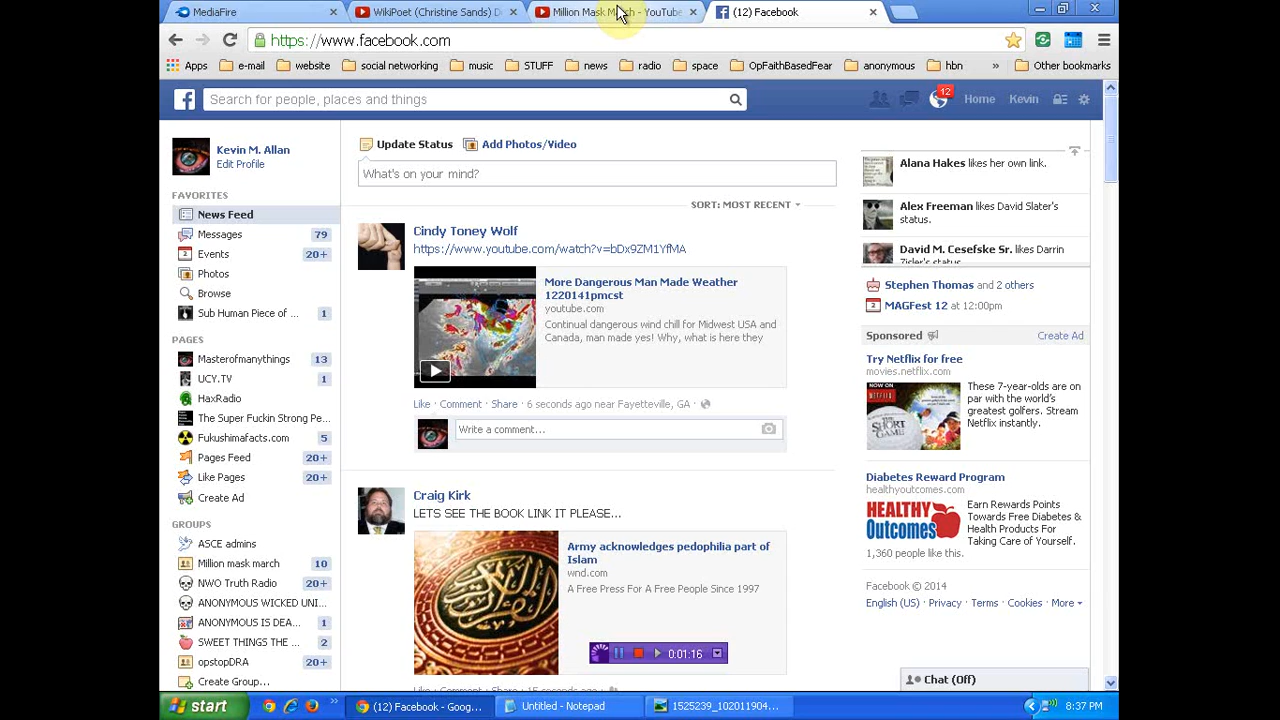 MediaFire
WikiPoet (Christine Sands) D
Million Mask March - YouTube
(12) Facebook
https://www.facebook.com
Apps
e-mail
website
social networking
music
STUFF
news
radio
space
OpFaithBasedFear
anonymous
hbn
»
Other bookmarks
Search for people, places and things
12
Home
Kevin
Kevin M. Allan
Edit Profile
FAVORITES
News Feed
Messages 79
Events 20+
Photos
Browse
Sub Human Piece of ... 1
PAGES
Masterofmanythings 13
UCY.TV 1
HaxRadio
The Super Fuckin Strong Pe...
Fukushimafacts.com 5
Pages Feed 20+
Like Pages 20+
Create Ad
GROUPS
ASCE admins
Million mask march 10
NWO Truth Radio 20+
ANONYMOUS WICKED UNI...
ANONYMOUS IS DEA... 1
SWEET THINGS THE ... 2
opstopDRA 20+
Create Group...
Update Status
Add Photos/Video
What's on your mind?
SORT: MOST RECENT
Cindy Toney Wolf
https://www.youtube.com/watch?v=bDx9ZM1YfMA
More Dangerous Man Made Weather
1220141pmcst
youtube.com
Continual dangerous wind chill for Midwest USA and
Canada, man made yes! Why, what is here they
Like · Comment · Share · 6 seconds ago near Fayetteville, GA ·
Write a comment...
Craig Kirk
LETS SEE THE BOOK LINK IT PLEASE...
Army acknowledges pedophilia part of
Islam
wnd.com
A Free Press For A Free People Since 1997
0:01:16
Like · Comment · Share · 15 seconds ago ·
Alana Hakes likes her own link.
Alex Freeman likes David Slater's
status.
David M. Cesefske Sr. likes Darrin
Zisler's status.
Stephen Thomas and 2 others
MAGFest 12 at 12:00pm
Sponsored
Create Ad
Try Netflix for free
movies.netflix.com
NOW ON
NETFLIX
THE SHORT GAME
These 7-year-olds are on
par with the world's
greatest golfers. Stream
Netflix instantly.
Diabetes Reward Program
healthyoutcomes.com
HEALTHY
Outcomes
Earn Rewards Points
Towards Free Diabetes &
Health Products For
Taking Care of Yourself.
1,360 people like this.
Facebook © 2014
English (US) · Privacy · Terms · Cookies · More
Chat (Off)
start
»
(12) Facebook - Goog...
Untitled - Notepad
1525239_102011904...
8:37 PM